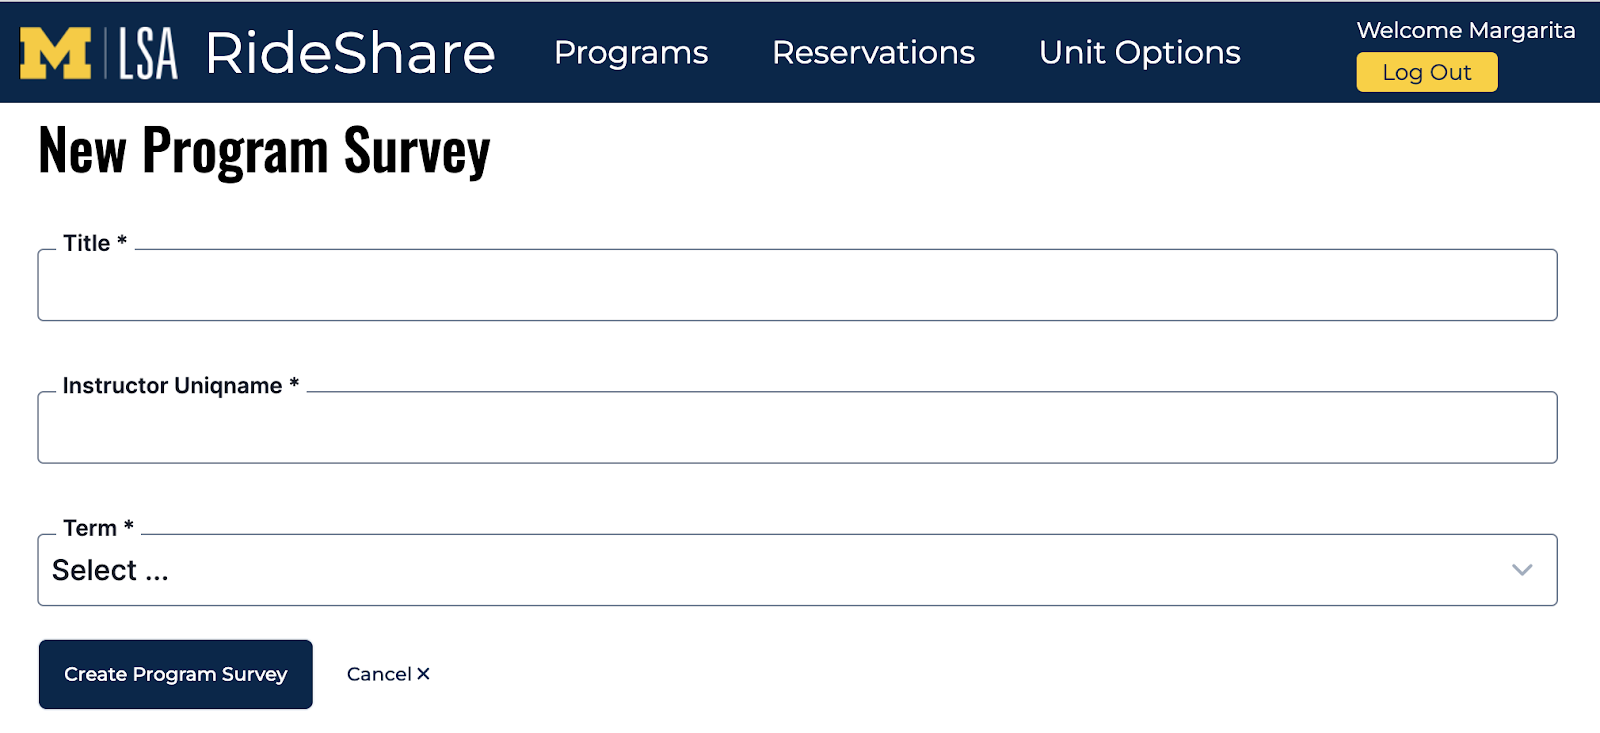 M LSA RideShare Programs Reservations Unit Options Welcome Margarita
Log Out
New Program Survey
Title *
Instructor Uniqname *
Term *
Select ...
Create Program Survey Cancel ×